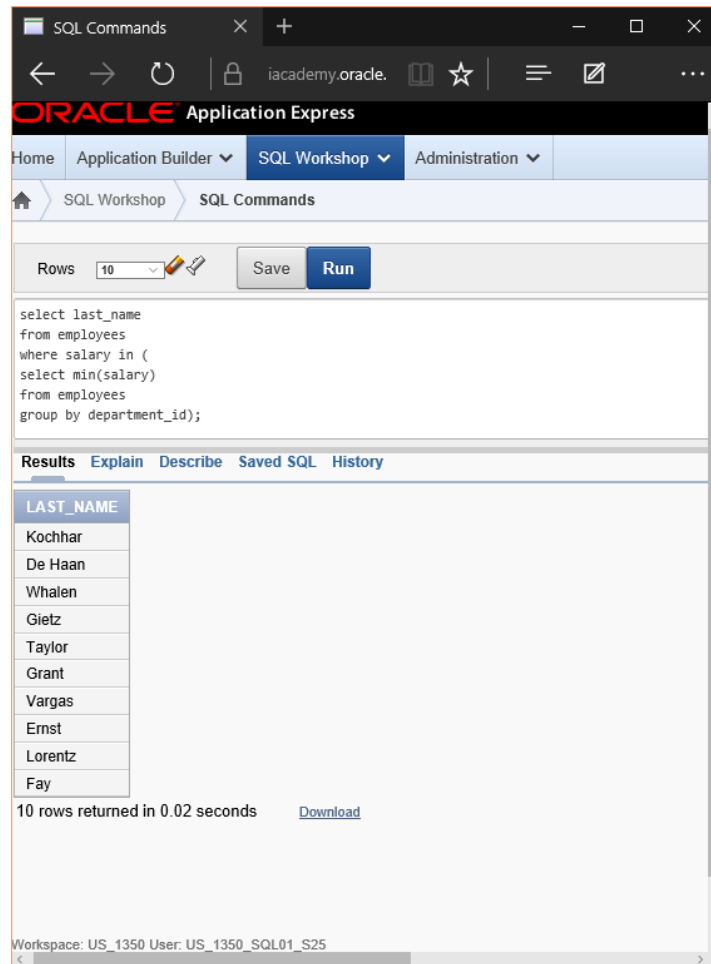 SQL Commands
iacademy.oracle.
ORACLE Application Express
Home Application Builder SQL Workshop Administration
SQL Workshop SQL Commands
Rows 10 Save Run
select last_name
from employees
where salary in (
select min(salary)
from employees
group by department_id);
Results Explain Describe Saved SQL History
LAST_NAME
Kochhar
De Haan
Whalen
Gietz
Taylor
Grant
Vargas
Ernst
Lorentz
Fay
10 rows returned in 0.02 seconds Download
Workspace: US_1350 User: US_1350_SQL01_S25